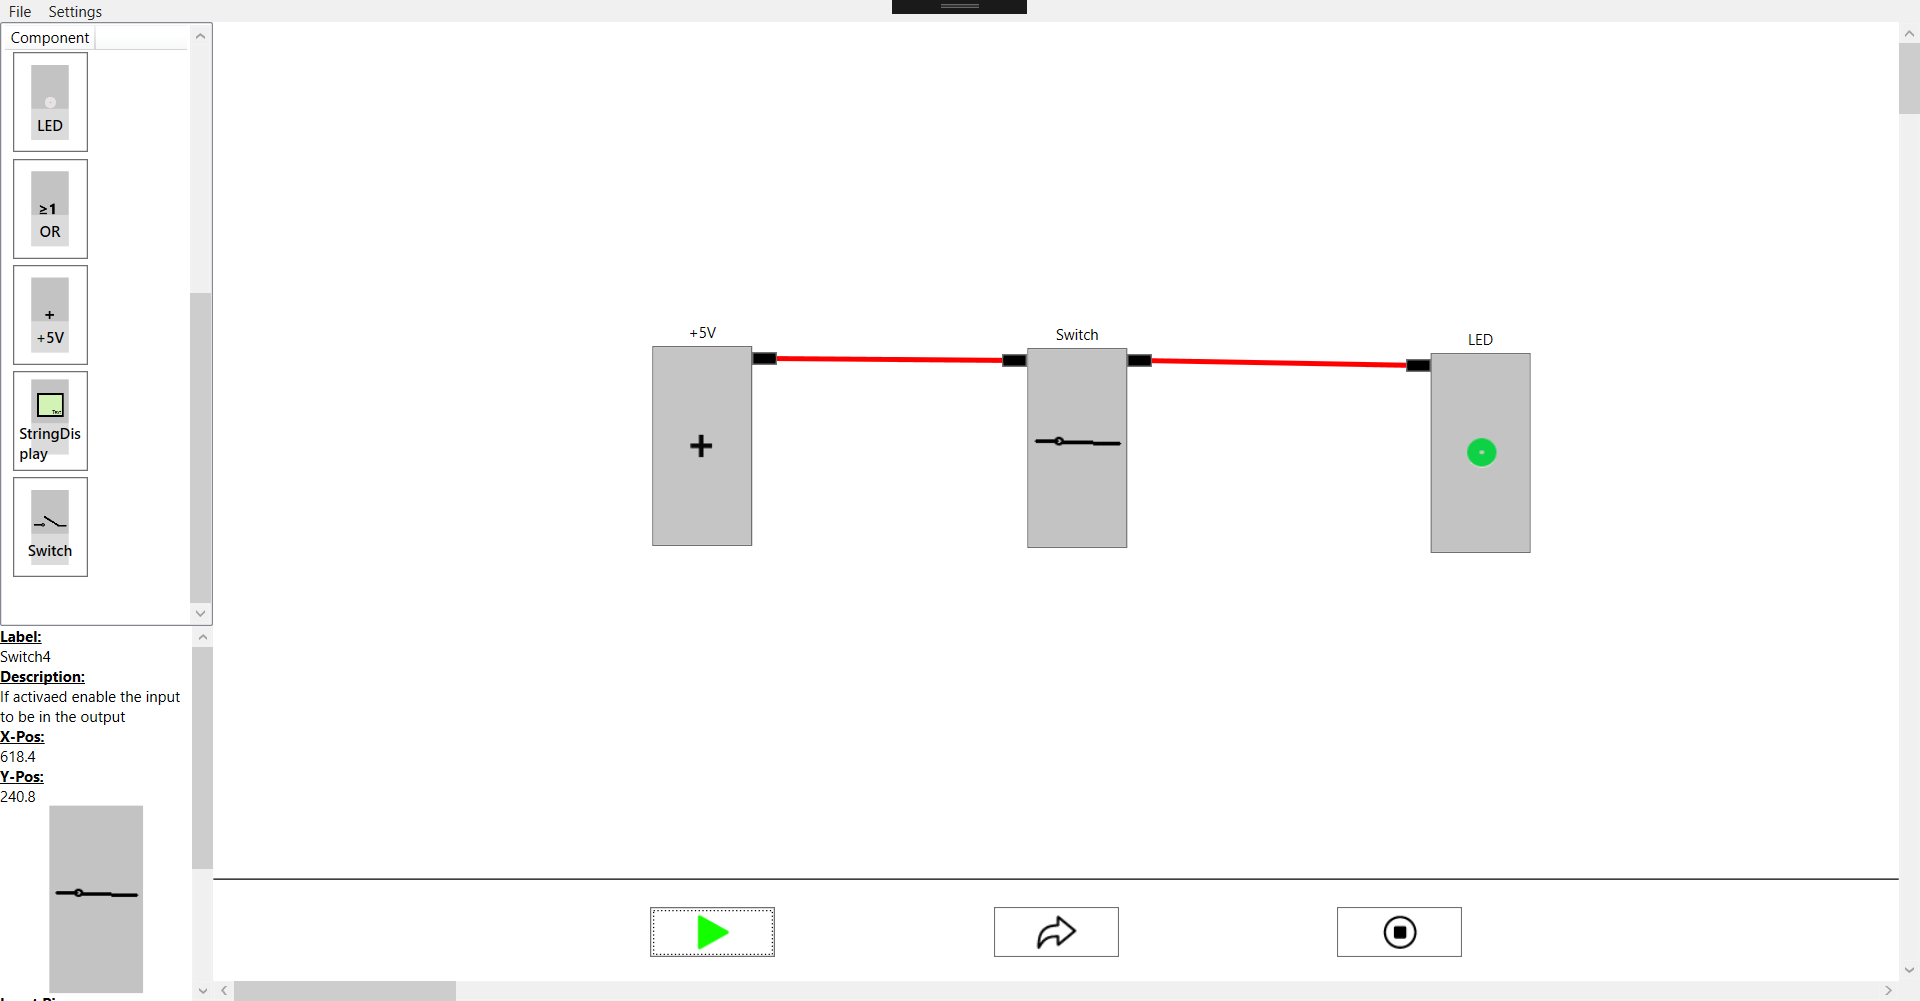 File Settings
Component
LED
≥1
OR
+
+5V
StringDis
play
Switch
+5V
Switch
LED
+
Label:
Switch4
Description:
If activaed enable the input
to be in the output
X-Pos:
618.4
Y-Pos:
240.8